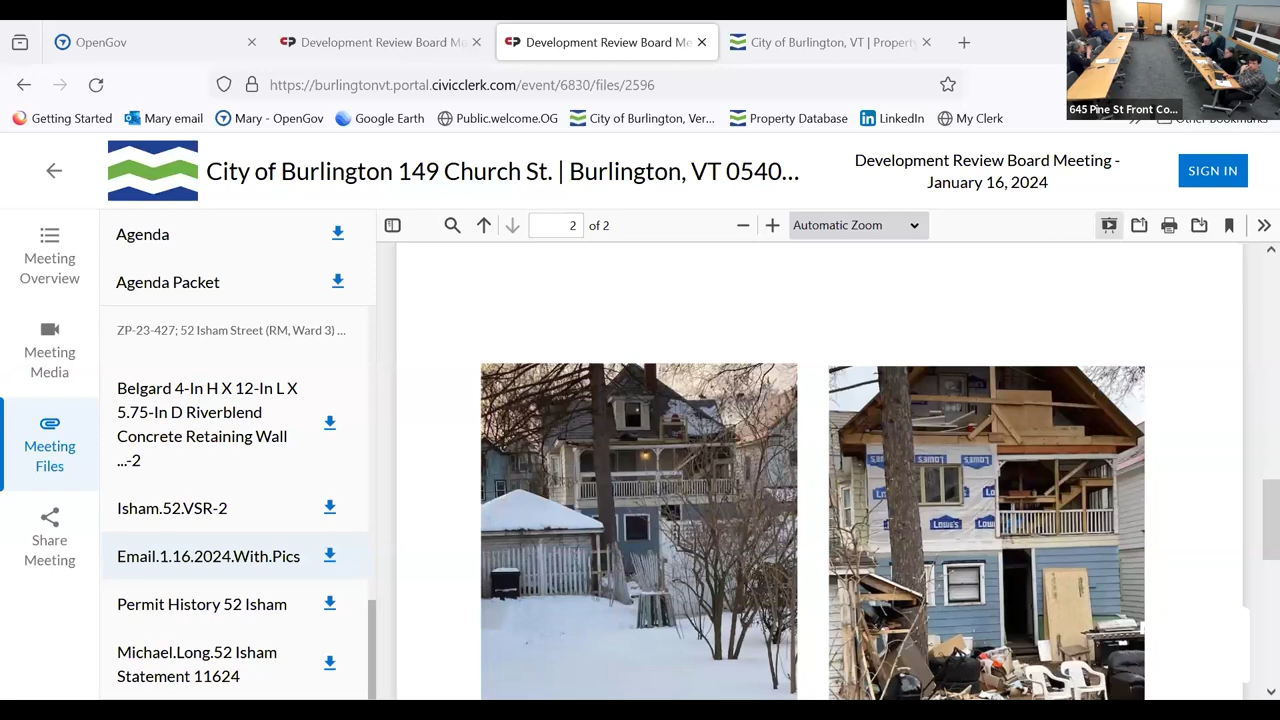 OpenGov
Development Review Board Me
Development Review Board Me
City of Burlington, VT | Property
https://burlingtonvt.portal.civicclerk.com/event/6830/files/2596
645 Pine St Front Co...
Getting Started
Mary email
Mary - OpenGov
Google Fonts
Public.welcome.OG
City of Burlington, Ver...
Property Database
LinkedIn
My Clerk
Other Bookmarks
City of Burlington 149 Church St. | Burlington, VT 0540...
Development Review Board Meeting -
January 16, 2024
SIGN IN
Meeting
Overview
Meeting
Media
Meeting
Files
Share
Meeting
Agenda
Agenda Packet
ZP-23-427; 52 Isham Street (RM, Ward 3) ...
Belgard 4-In H X 12-In L X
5.75-In D Riverblend
Concrete Retaining Wall
...-2
Isham.52.VSR-2
Email.1.16.2024.With.Pics
Permit History 52 Isham
Michael.Long.52 Isham
Statement 11624
2 of 2
Automatic Zoom
LOWE'S